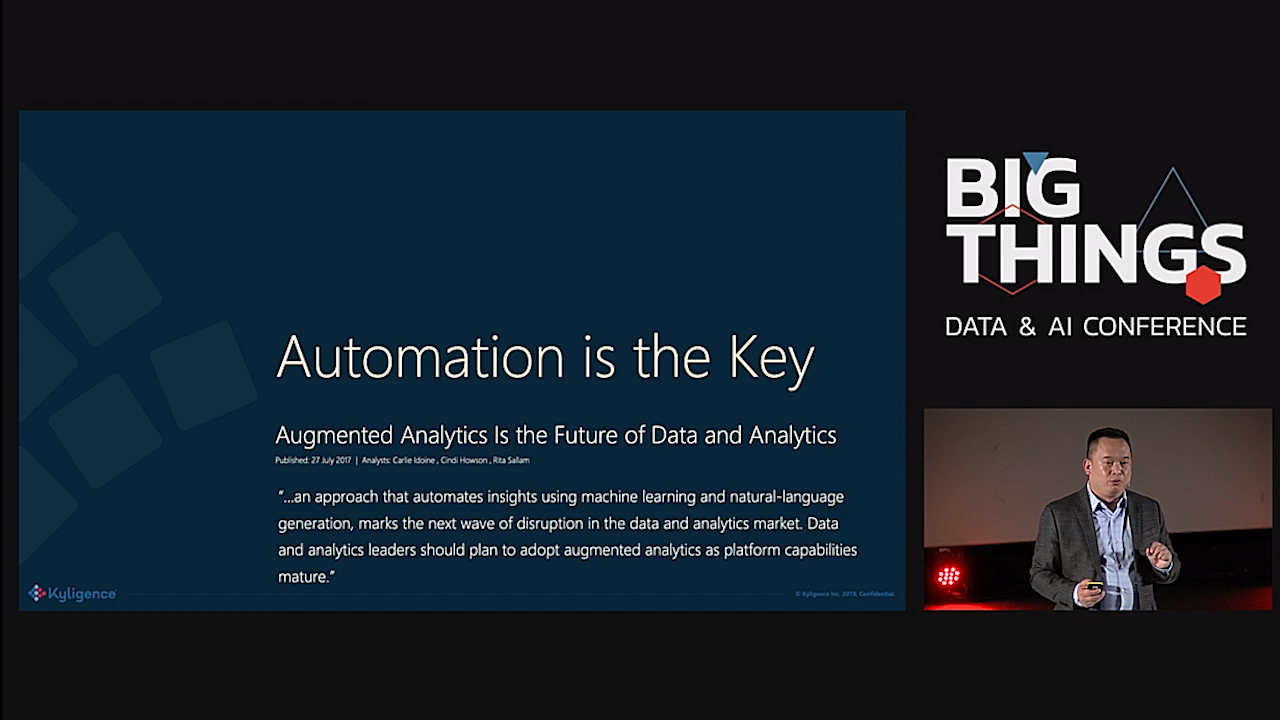 Automation is the Key
Augmented Analytics Is the Future of Data and Analytics
Published: 27 July 2017 | Analysts: Carlie Idoine , Cindi Howson , Rita Sallam
"...an approach that automates insights using machine learning and natural-language
generation, marks the next wave of disruption in the data and analytics market. Data
and analytics leaders should plan to adopt augmented analytics as platform capabilities
mature."
Kyligence
© Kyligence Inc. 2019, Confidential.
BIG
THINGS
DATA & AI CONFERENCE